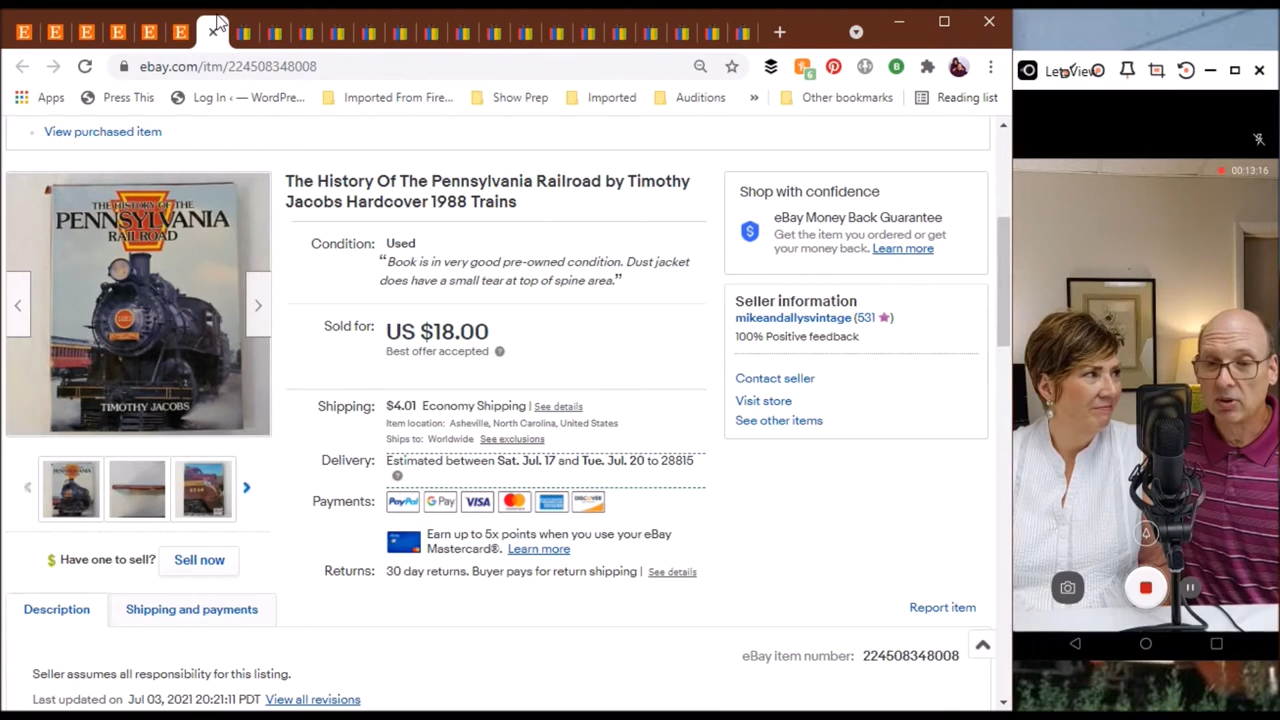 ebay.com/itm/224508348008
6
Apps
Press This
Log In ‹ — WordPre...
Imported From Fire...
Show Prep
Imported
Auditions
»
Other bookmarks
Reading list
View purchased item
The History Of The Pennsylvania Railroad by Timothy
Jacobs Hardcover 1988 Trains
Condition: Used
“Book is in very good pre-owned condition. Dust jacket
does have a small tear at top of spine area.”
Sold for: US $18.00
Best offer accepted
Shipping: $4.01 Economy Shipping | See details
Item location: Asheville, North Carolina, United States
Ships to: Worldwide See exclusions
Delivery: Estimated between Sat. Jul. 17 and Tue. Jul. 20 to 28815
Payments: PayPal G Pay VISA DISCOVER
Earn up to 5x points when you use your eBay
Mastercard®. Learn more
Returns: 30 day returns. Buyer pays for return shipping | See details
THE HISTORY OF THE
PENNSYLVANIA
RAILROAD
TIMOTHY JACOBS
$ Have one to sell? Sell now
Shop with confidence
eBay Money Back Guarantee
Get the item you ordered or get
your money back. Learn more
Seller information
mikeandallysvintage (531)
100% Positive feedback
Contact seller
Visit store
See other items
Description
Shipping and payments
Report item
eBay item number: 224508348008
Seller assumes all responsibility for this listing.
Last updated on Jul 03, 2021 20:21:11 PDT View all revisions
00:13:16